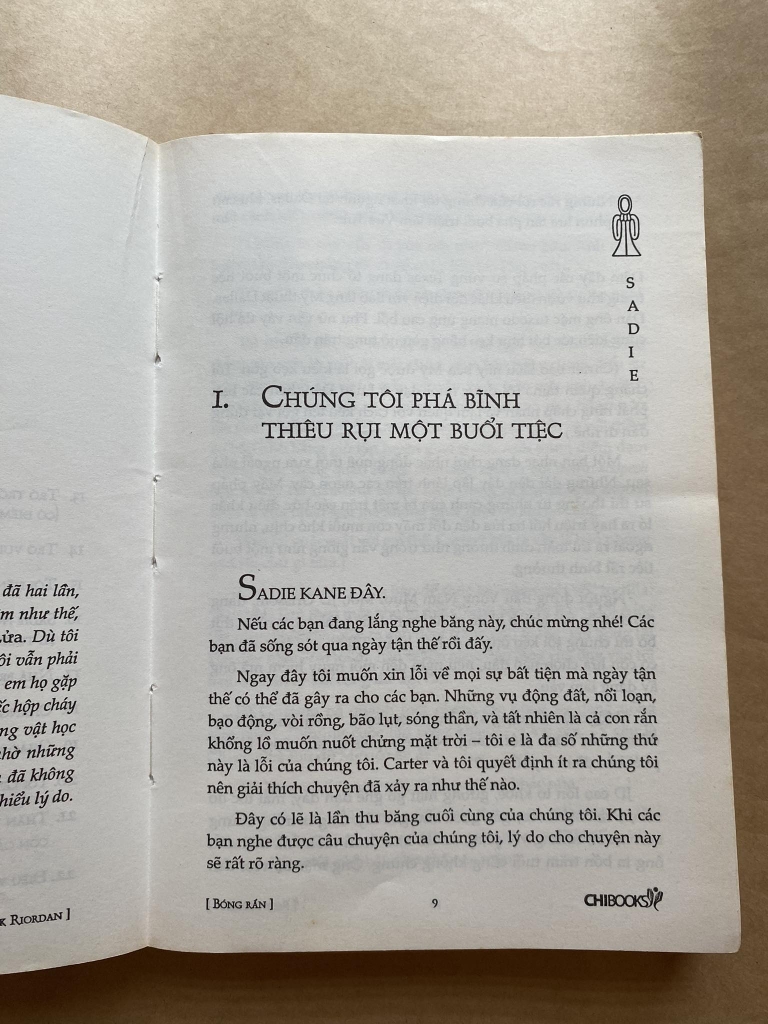 đã hai lần,
như thế,
Dù tôi
vẫn phải
em họ gặp
hộp cháy
vật học
những
đã không
lý do.
RIORDAN ]
SADIE
I. CHÚNG TÔI PHÁ BĨNH
THIÊU RỤI MỘT BUỔI TIỆC
SADIE KANE ĐÂY.
Nếu các bạn đang lắng nghe băng này, chúc mừng nhé! Các
bạn đã sống sót qua ngày tận thế rồi đấy.
Ngay đây tôi muốn xin lỗi về mọi sự bất tiện mà ngày tận
thế có thể đã gây ra cho các bạn. Những vụ động đất, nổi loạn,
bạo động, vòi rồng, bão lụt, sóng thần, và tất nhiên là cả con rắn
khổng lồ muốn nuốt chửng mặt trời – tôi e là đa số những thứ
này là lỗi của chúng tôi. Carter và tôi quyết định ít ra chúng tôi
nên giải thích chuyện đã xảy ra như thế nào.
Đây có lẽ là lần thu băng cuối cùng của chúng tôi. Khi các
bạn nghe được câu chuyện của chúng tôi, lý do cho chuyện này
sẽ rất rõ ràng.
[ BÓNG RẮN ] 9 CHIBOOKS